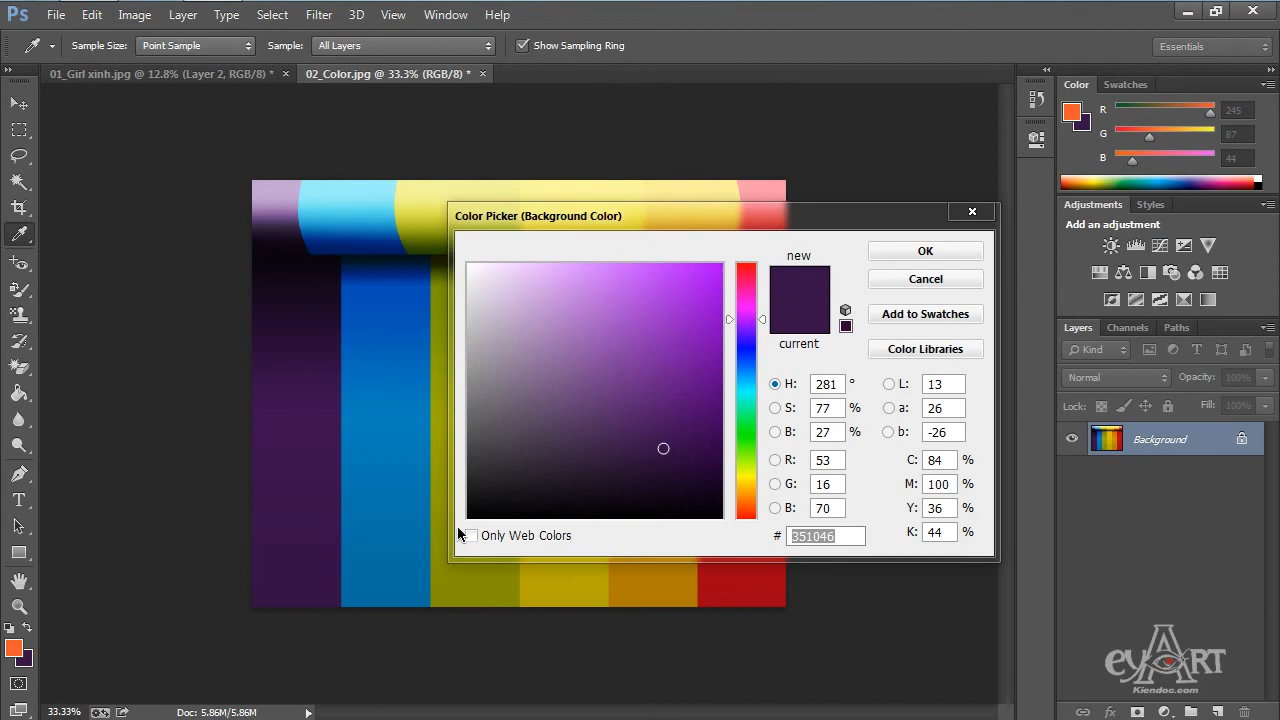 Ps File Edit Image Layer Type Select Filter 3D View Window Help
Sample Size: Point Sample Sample: All Layers Show Sampling Ring Essentials
01_Girl xinh.jpg @ 12.8% (Layer 2, RGB/8) * × 02_Color.jpg @ 33.3% (RGB/8) * ×
Color Swatches
R 245
G 87
B 44
Adjustments Styles
Add an adjustment
Color Picker (Background Color)
new
current
OK
Cancel
Add to Swatches
Color Libraries
H: 281 ° L: 13
S: 77 % a: 26
B: 27 % b: -26
R: 53 C: 84 %
G: 16 M: 100 %
B: 70 Y: 36 %
# 351046 K: 44 %
Only Web Colors
Layers Channels Paths
Kind
Normal Opacity: 100%
Lock: Fill: 100%
Background
eyART
Kiendoc.com
33.33% Doc: 5.86M/5.86M